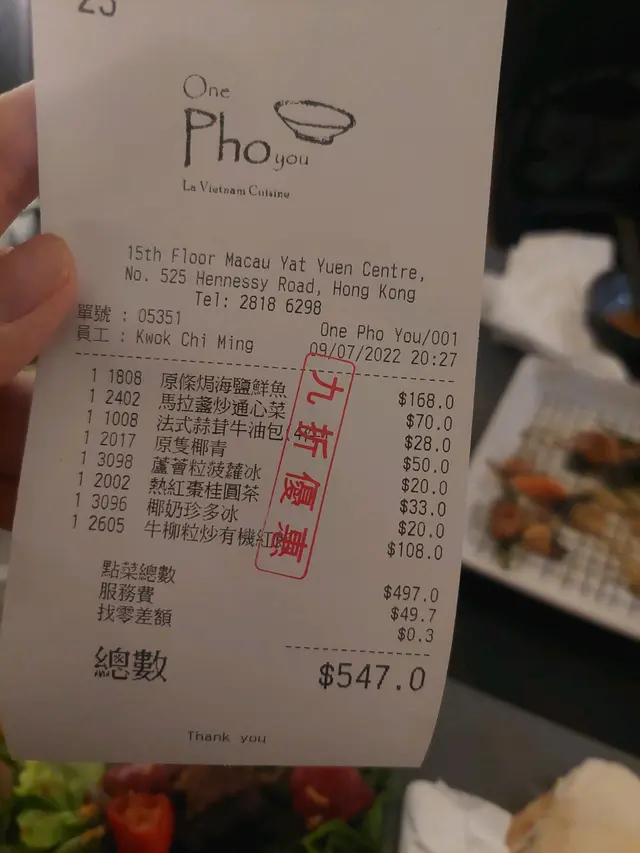 One
Pho you
La Vietnam Cuisine
15th Floor Macau Yat Yuen Centre,
No. 525 Hennessy Road, Hong Kong
Tel: 2818 6298
單號 : 05351 One Pho You/001
員工 : Kwok Chi Ming 09/07/2022 20:27
1 1808 原條焗海鹽鮮魚 $168.0
1 2402 馬拉盞炒通心菜 $70.0
1 1008 法式蒜茸牛油包(4 $28.0
1 2017 原隻椰青 $50.0
1 3098 蘆薈粒菠蘿冰 $20.0
1 2002 熱紅棗桂圓茶 $33.0
1 3096 椰奶珍多冰 $20.0
1 2605 牛柳粒炒有機紅 $108.0
九折優惠
點菜總數 $497.0
服務費 $49.7
找零差額 $0.3
總數 $547.0
Thank you